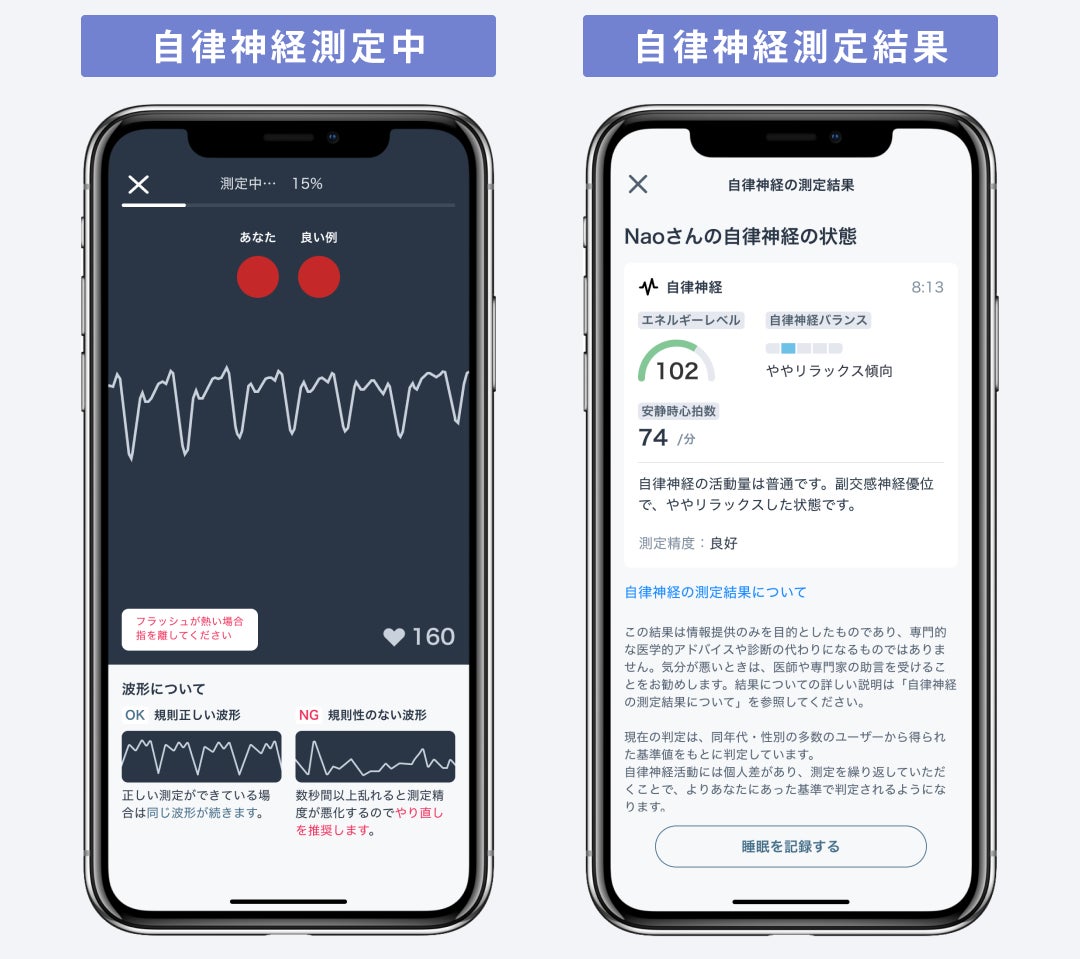 自律神経測定中
測定中… 15%
あなた 良い例
フラッシュが熱い場合
指を離してください
160
波形について
OK 規則正しい波形
正しい測定ができている場
合は同じ波形が続きます。
NG 規則性のない波形
数秒間以上乱れると測定精
度が悪化するのでやり直し
を推奨します。
自律神経測定結果
自律神経の測定結果
Naoさんの自律神経の状態
自律神経 8:13
エネルギーレベル 自律神経バランス
102
ややリラックス傾向
安静時心拍数
74 /分
自律神経の活動量は普通です。副交感神経優位
で、ややリラックスした状態です。
測定精度：良好
自律神経の測定結果について
この結果は情報提供のみを目的としたものであり、専門的
な医学的アドバイスや診断の代わりになるものではありま
せん。気分が悪いときは、医師や専門家の助言を受けるこ
とをお勧めします。結果についての詳しい説明は「自律神経
の測定結果について」を参照してください。
現在の判定は、同年代・性別の多数のユーザーから得られ
た基準値をもとに判定しています。
自律神経活動には個人差があり、測定を繰り返していただ
くことで、よりあなたにあった基準で判定されるようにな
ります。
睡眠を記録する